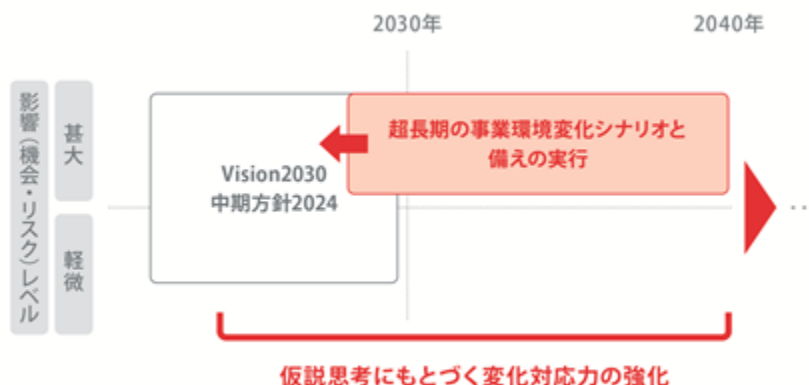 2030年
2040年
影響（機会・リスク）レベル
甚大
軽微
Vision2030
中期方針2024
超長期の事業環境変化シナリオと
備えの実行
仮説思考にもとづく変化対応力の強化